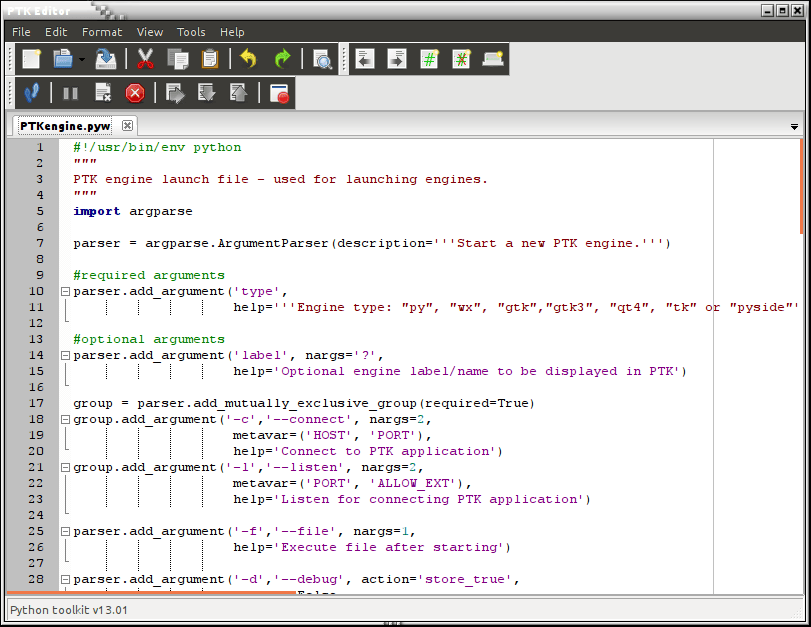 PTK Editor
File Edit Format View Tools Help
PTKengine.pyw
1 #!/usr/bin/env python
2 """
3 PTK engine launch file - used for launching engines.
4 """
5 import argparse
6
7 parser = argparse.ArgumentParser(description='''Start a new PTK engine.''')
8
9 #required arguments
10 parser.add_argument('type',
11 help='''Engine type: "py", "wx", "gtk","gtk3", "qt4", "tk" or "pyside"'
12
13 #optional arguments
14 parser.add_argument('label', nargs='?',
15 help='Optional engine label/name to be displayed in PTK')
16
17 group = parser.add_mutually_exclusive_group(required=True)
18 group.add_argument('-c','--connect', nargs=2,
19 metavar=('HOST', 'PORT'),
20 help='Connect to PTK application')
21 group.add_argument('-l','--listen', nargs=2,
22 metavar=('PORT', 'ALLOW_EXT'),
23 help='Listen for connecting PTK application')
24
25 parser.add_argument('-f','--file', nargs=1,
26 help='Execute file after starting')
27
28 parser.add_argument('-d','--debug', action='store_true',
Python toolkit v13.01